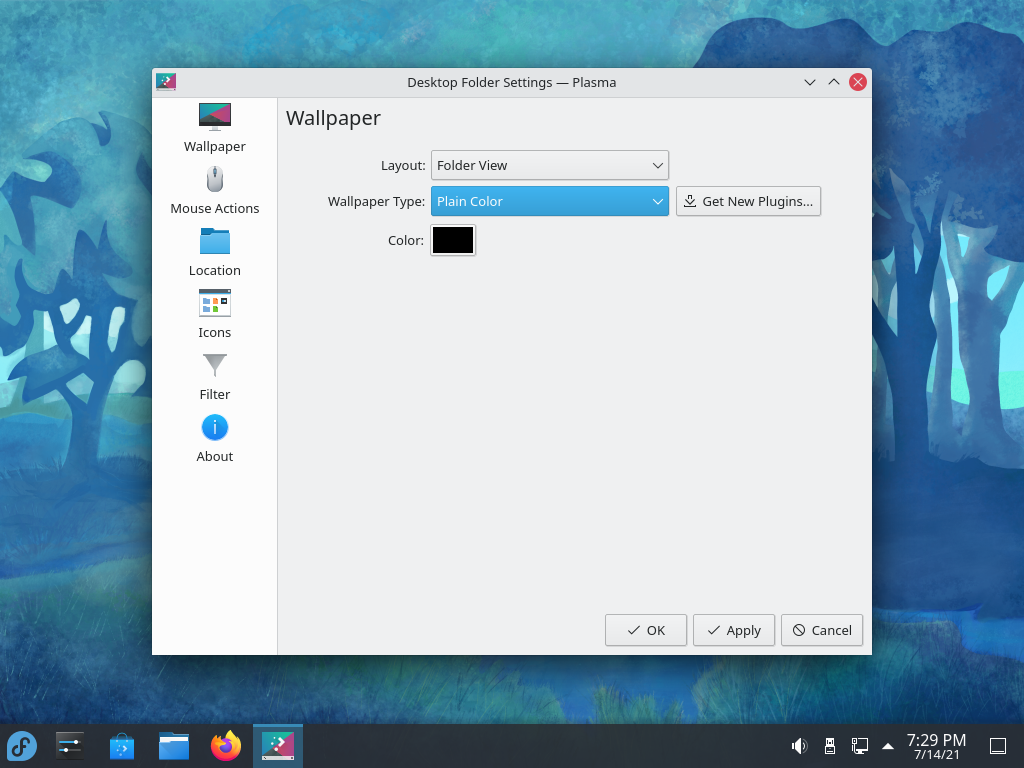 Desktop Folder Settings — Plasma
Wallpaper
Mouse Actions
Location
Icons
Filter
About
Wallpaper
Layout: Folder View
Wallpaper Type: Plain Color Get New Plugins...
Color:
OK Apply Cancel
7:29 PM
7/14/21